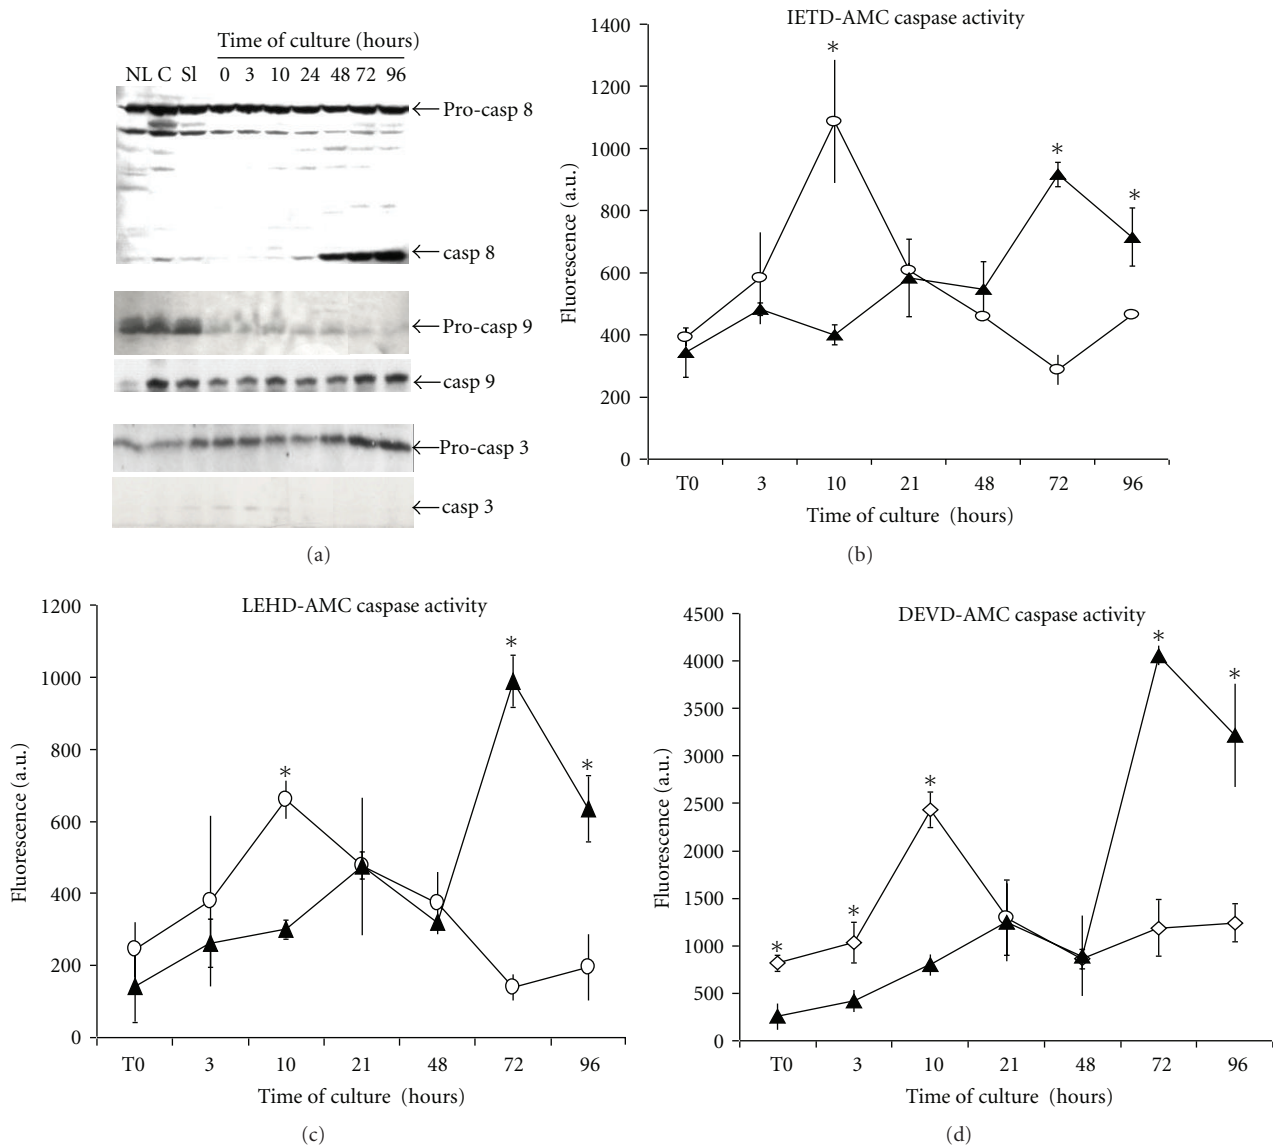 Time of culture (hours)
NL C Sl 0 3 10 24 48 72 96
Pro-casp 8
casp 8
Pro-casp 9
casp 9
Pro-casp 3
casp 3
(a)
IETD-AMC caspase activity
Fluorescence (a.u.)
1400
1200
1000
800
600
400
200
0
*
*
*
T0 3 10 21 48 72 96
Time of culture (hours)
(b)
LEHD-AMC caspase activity
Fluorescence (a.u.)
1200
1000
800
600
400
200
0
*
*
*
T0 3 10 21 48 72 96
Time of culture (hours)
(c)
DEVD-AMC caspase activity
Fluorescence (a.u.)
4500
4000
3500
3000
2500
2000
1500
1000
500
0
*
*
*
*
*
T0 3 10 21 48 72 96
Time of culture (hours)
(d)